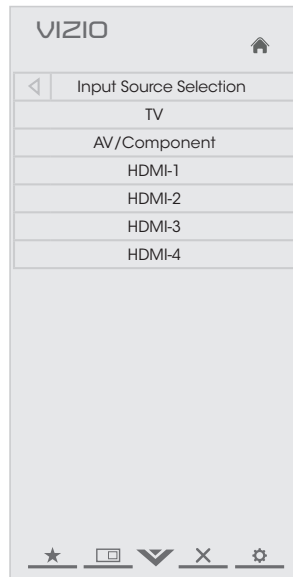 VIZIO
Input Source Selection
TV
AV/Component
HDMI-1
HDMI-2
HDMI-3
HDMI-4